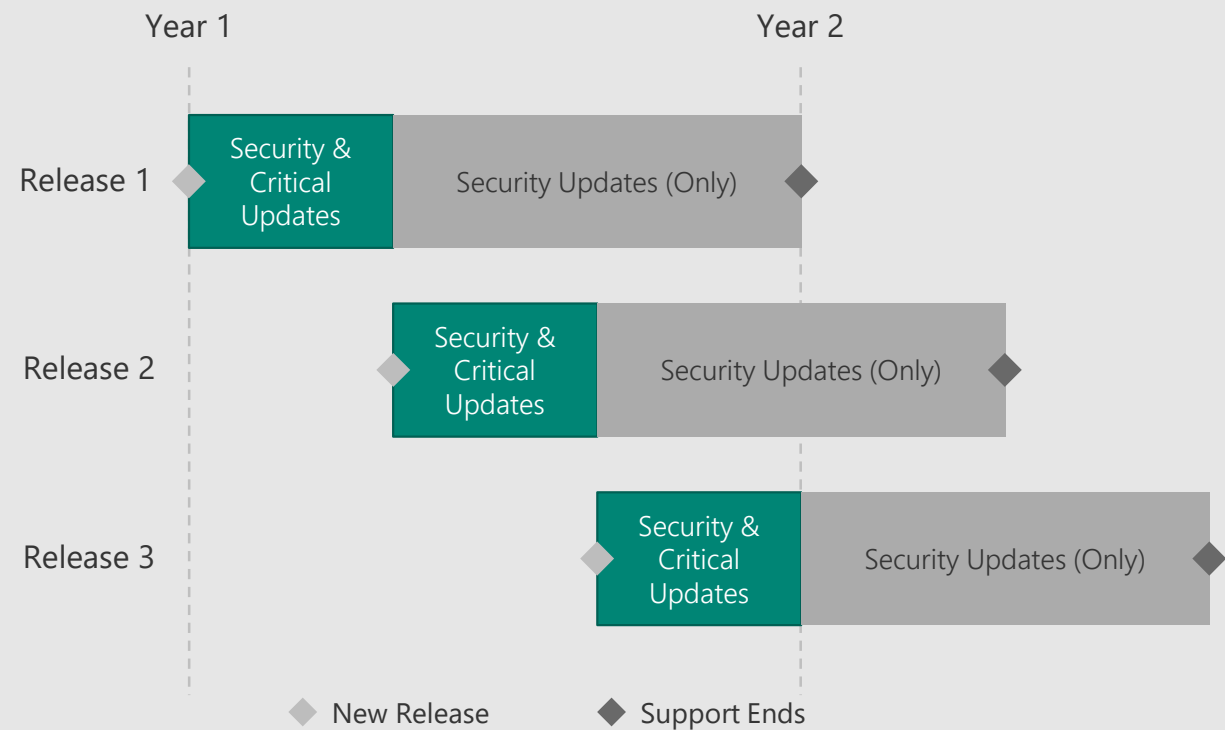 Year 1
Year 2
Release 1
Security &
Critical
Updates
Security Updates (Only)
Release 2
Security &
Critical
Updates
Security Updates (Only)
Release 3
Security &
Critical
Updates
Security Updates (Only)
New Release
Support Ends